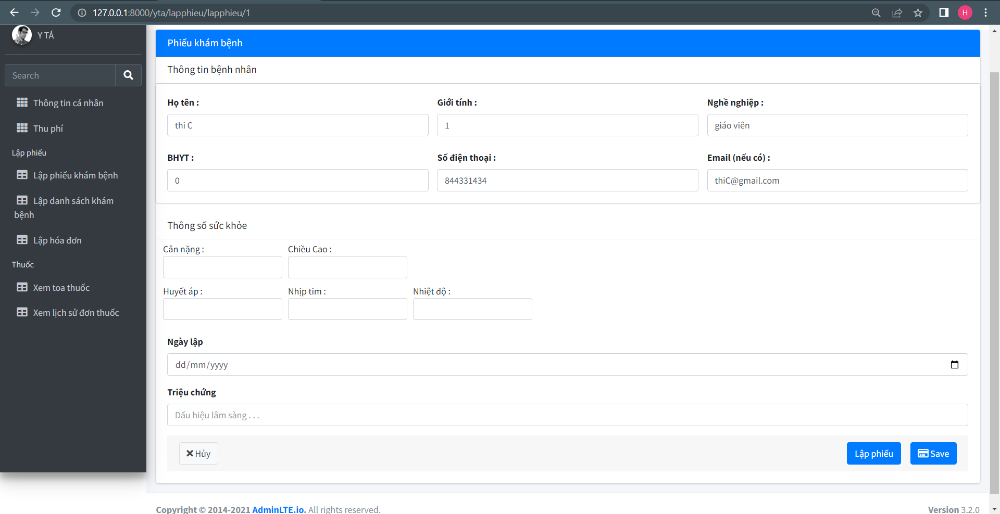 127.0.0.1:8000/yta/lapphieu/lapphieu/1
H
Y TÁ
Search
Thông tin cá nhân
Thu phí
Lập phiếu
Lập phiếu khám bệnh
Lập danh sách khám
bệnh
Lập hóa đơn
Thuốc
Xem toa thuốc
Xem lịch sử đơn thuốc
Phiếu khám bệnh
Thông tin bệnh nhân
Họ tên : Giới tính : Nghề nghiệp :
thi C 1 giáo viên
BHYT : Số điện thoại : Email (nếu có) :
0 844331434 thiC@gmail.com
Thông số sức khỏe
Cân nặng : Chiều Cao :
Huyết áp : Nhịp tim : Nhiệt độ :
Ngày lập
dd/mm/yyyy
Triệu chứng
Dấu hiệu lâm sàng . . .
Hủy Lập phiếu Save
Copyright © 2014-2021 AdminLTE.io. All rights reserved. Version 3.2.0